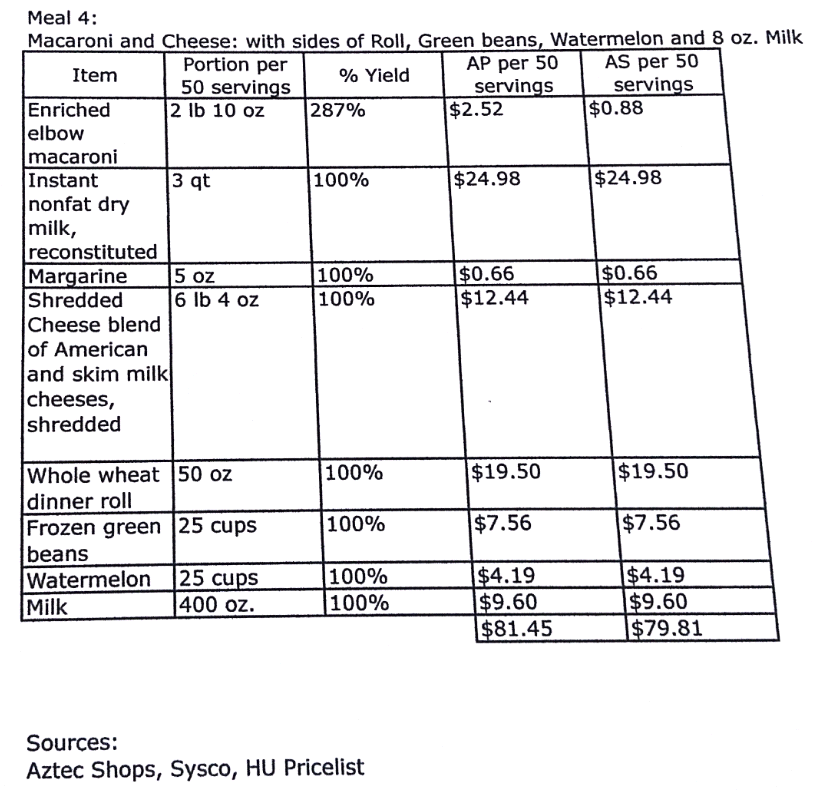 Meal 4:
Macaroni and Cheese: with sides of Roll, Green beans, Watermelon and 8 oz. Milk
Item | Portion per 50 servings | % Yield | AP per 50 servings | AS per 50 servings
Enriched elbow macaroni | 2 lb 10 oz | 287% | $2.52 | $0.88
Instant nonfat dry milk, reconstituted | 3 qt | 100% | $24.98 | $24.98
Margarine | 5 oz | 100% | $0.66 | $0.66
Shredded Cheese blend of American and skim milk cheeses, shredded | 6 lb 4 oz | 100% | $12.44 | $12.44
Whole wheat dinner roll | 50 oz | 100% | $19.50 | $19.50
Frozen green beans | 25 cups | 100% | $7.56 | $7.56
Watermelon | 25 cups | 100% | $4.19 | $4.19
Milk | 400 oz. | 100% | $9.60 | $9.60
$81.45 | $79.81
Sources:
Aztec Shops, Sysco, HU Pricelist